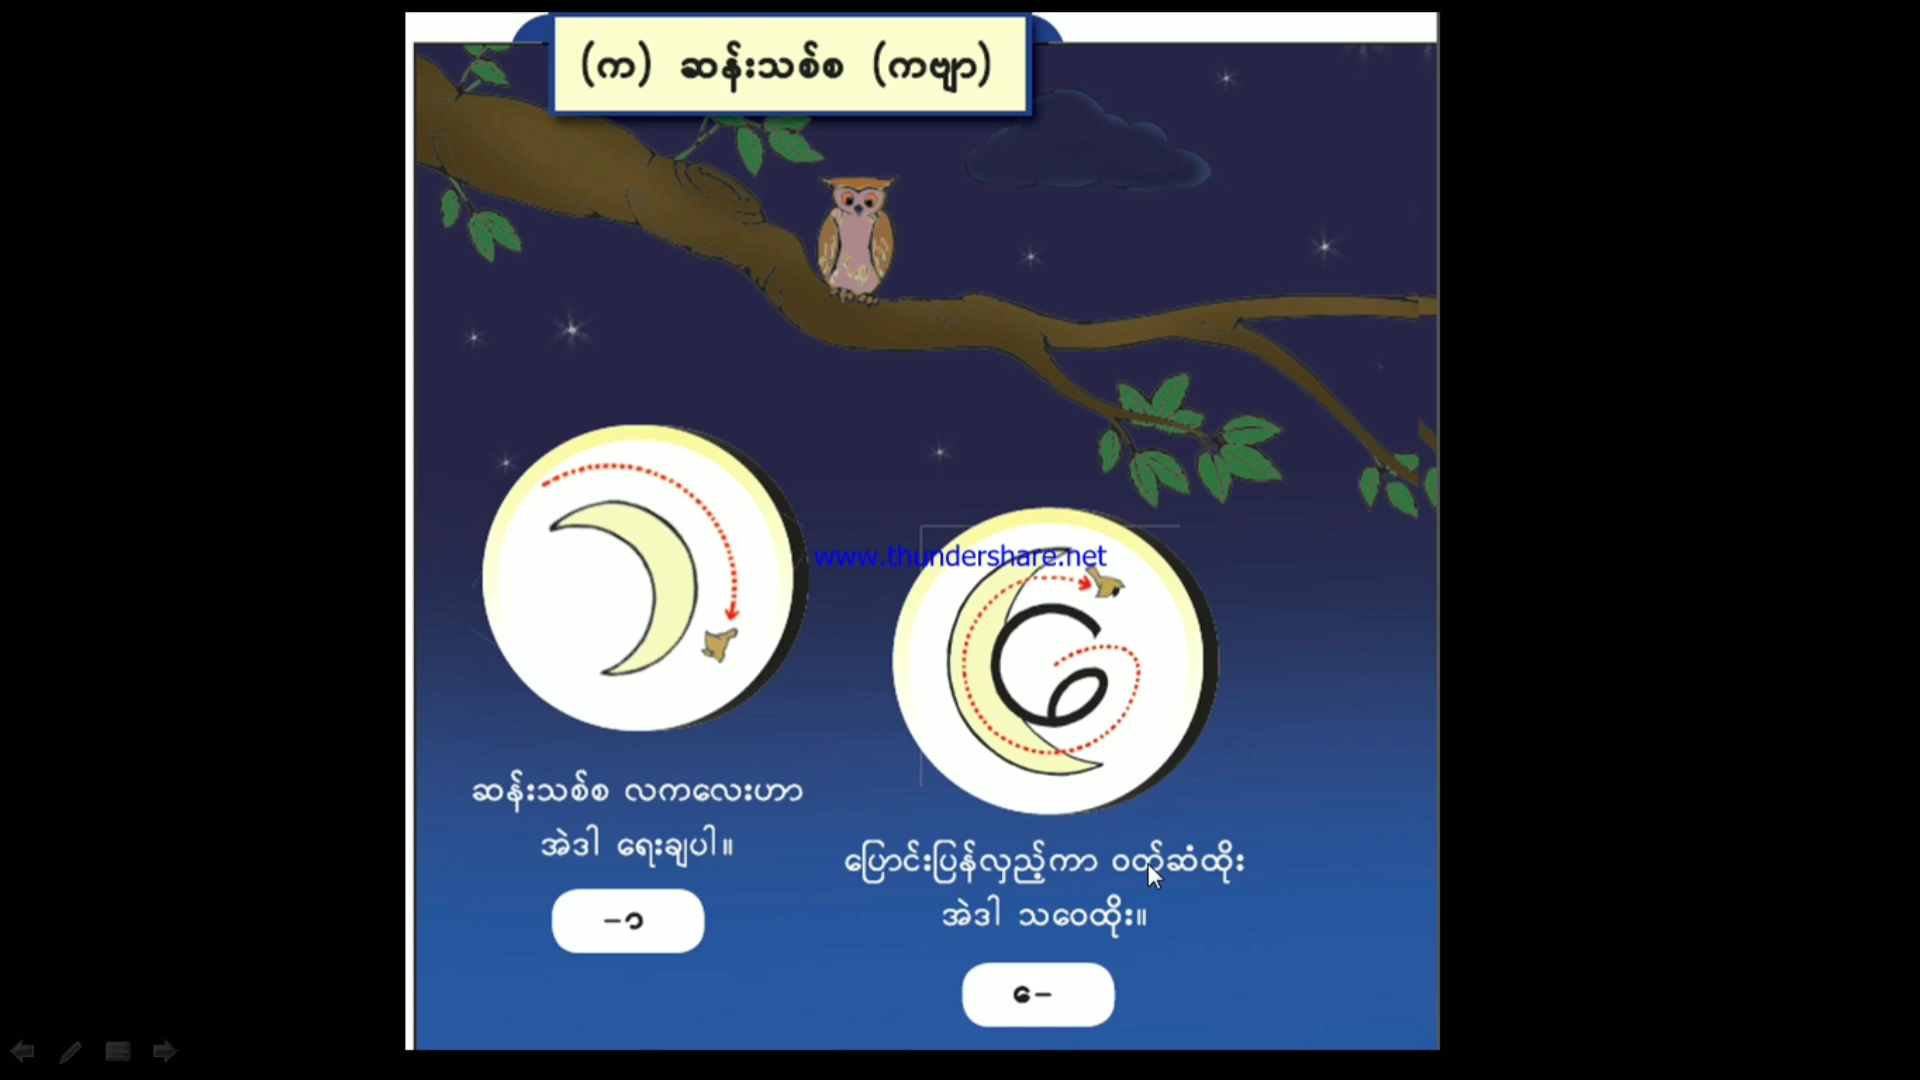 (က) ဆန်းသစ်စ (ကဗျာ)
www.thundershare.net
ဆန်းသစ်စ လကလေးဟာ
အဲဒါ ရေးချပါ။
–ာ
ပြောင်းပြန်လှည့်ကာ ဝတ်ဆံထိုး
အဲဒါ သဝေထိုး။
ေ–